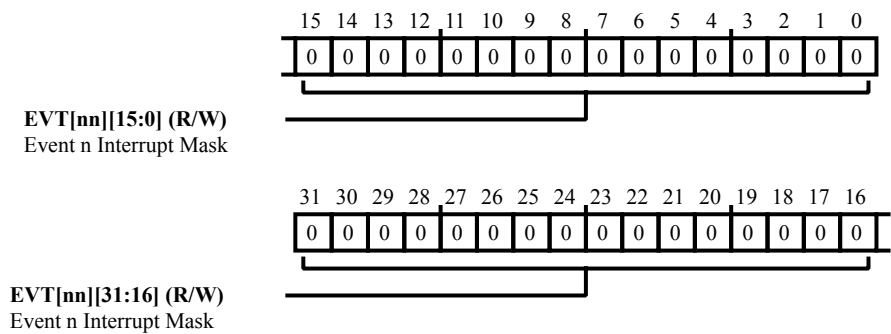 15 14 13 12 11 10 9 8 7 6 5 4 3 2 1 0
0 0 0 0 0 0 0 0 0 0 0 0 0 0 0 0
EVT[nn][15:0] (R/W)
Event n Interrupt Mask
31 30 29 28 27 26 25 24 23 22 21 20 19 18 17 16
0 0 0 0 0 0 0 0 0 0 0 0 0 0 0 0
EVT[nn][31:16] (R/W)
Event n Interrupt Mask